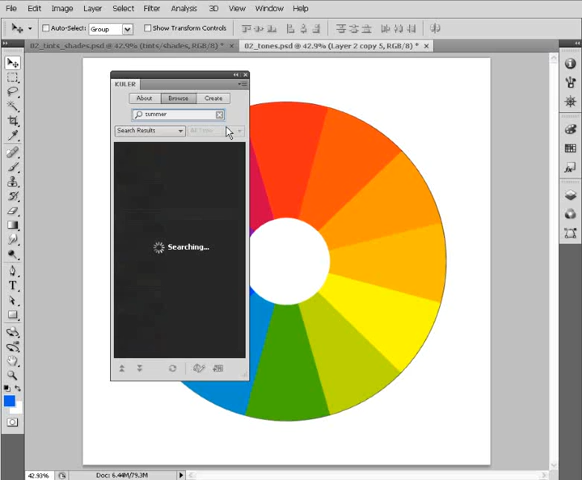 File Edit Image Layer Select Filter Analysis 3D View Window Help
Auto-Select: Group Show Transform Controls
02_tints_shades.psd @ 42.9% (tints/shades, RGB/8) * × 02_tones.psd @ 42.9% (Layer 2 copy 5, RGB/8) * ×
KULER
About Browse Create
summer
Search Results All Time
Searching...
42.93% Doc: 6.44M/79.3M